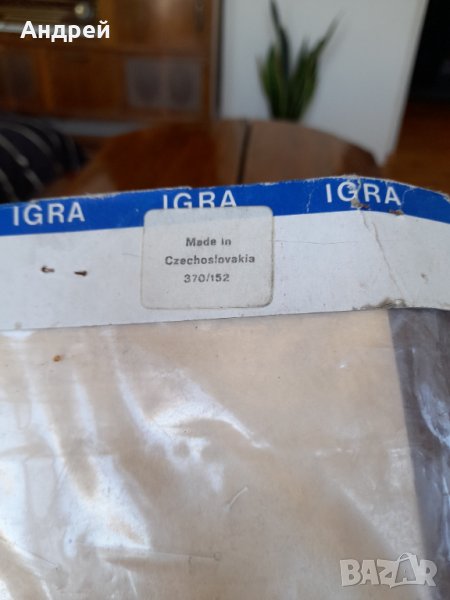 Андрей
IGRA IGRA IGRA
Made in
Czechoslovakia
370/152
BAZAR